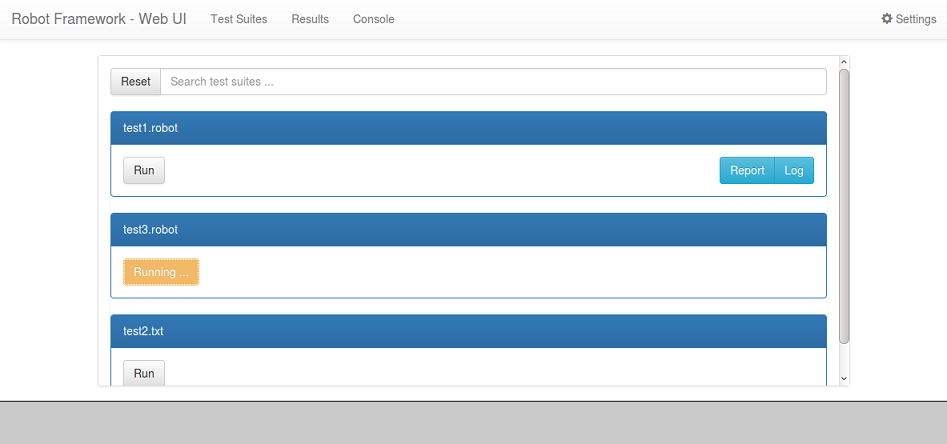 Robot Framework - Web UI Test Suites Results Console Settings
Reset Search test suites ...
test1.robot
Run Report Log
test3.robot
Running ...
test2.txt
Run